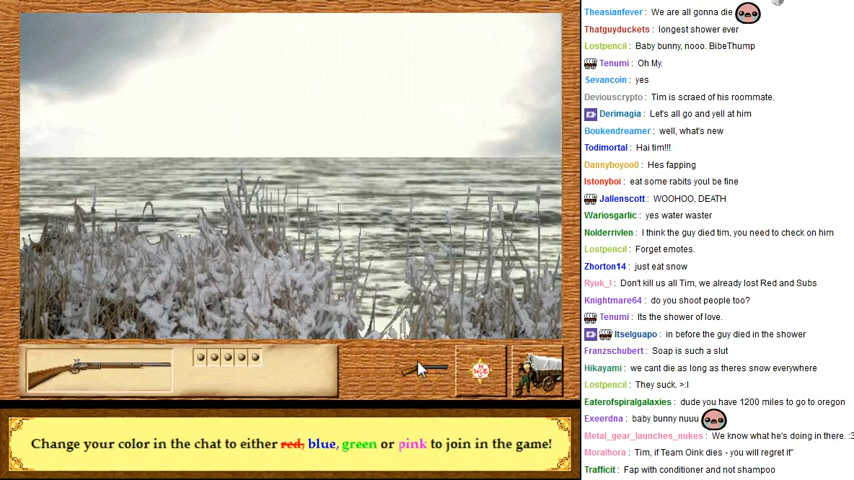 Theasianfever : We are all gonna die
Thatguyduckets : longest shower ever
Lostpencil : Baby bunny, nooo. BibeThump
Tenumi : Oh My.
Sevancoin : yes
Deviouscrypto : Tim is scraed of his roommate.
Derimagia : Let's all go and yell at him
Boukendreamer : well, what's new
Todimortal : Hai tim!!!
Dannyboyoo0 : Hes fapping
Istonyboi : eat some rabits youl be fine
Jallenscott : WOOHOO, DEATH
Wariosgarlic : yes water waster
Nolderrivlen : I think the guy died tim, you need to check on him
Lostpencil : Forget emotes.
Zhorton14 : just eat snow
Ryuk_I : Don't kill us all Tim, we already lost Red and Subs
Knightmare64 : do you shoot people too?
Tenumi : Its the shower of love.
Itselguapo : in before the guy died in the shower
Franzschubert : Soap is such a slut
Hikayami : we cant die as long as theres snow everywhere
Lostpencil : They suck. >:I
Eaterofspiralgalaxies : dude you have 1200 miles to go to oregon
Exeerdna : baby bunny nuuu
Metal_gear_launches_nukes : We know what he's doing in there. :3
Moralhora : Tim, if Team Oink dies - you will regret it"
Trafficit : Fap with conditioner and not shampoo
Change your color in the chat to either red, blue, green or pink to join in the game!